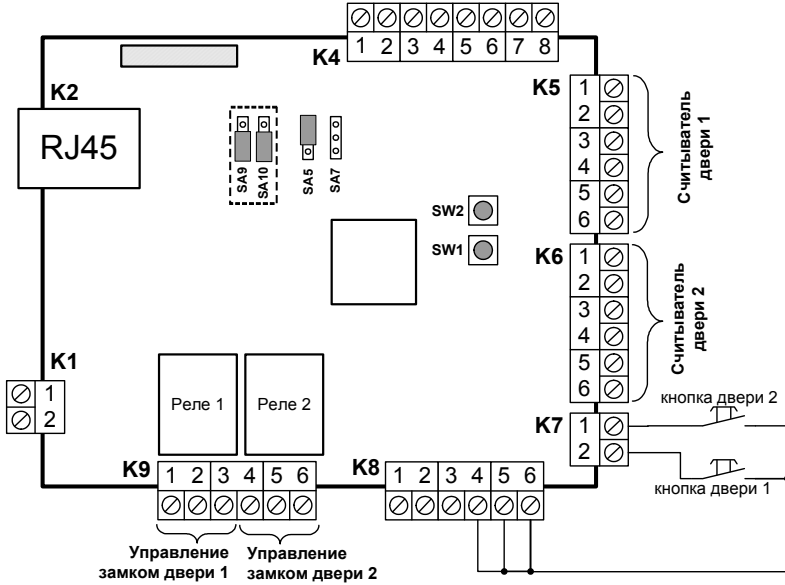 K4
1 2 3 4 5 6 7 8
K2
RJ45
SA9
SA10
SA5
SA7
SW2
SW1
K5
1
2
3
4
5
6
Считыватель
двери 1
K6
1
2
3
4
5
6
Считыватель
двери 2
K1
1
2
Реле 1
Реле 2
K7
1
2
кнопка двери 2
кнопка двери 1
K9
1 2 3 4 5 6
K8
1 2 3 4 5 6
Управление
замком двери 1
Управление
замком двери 2